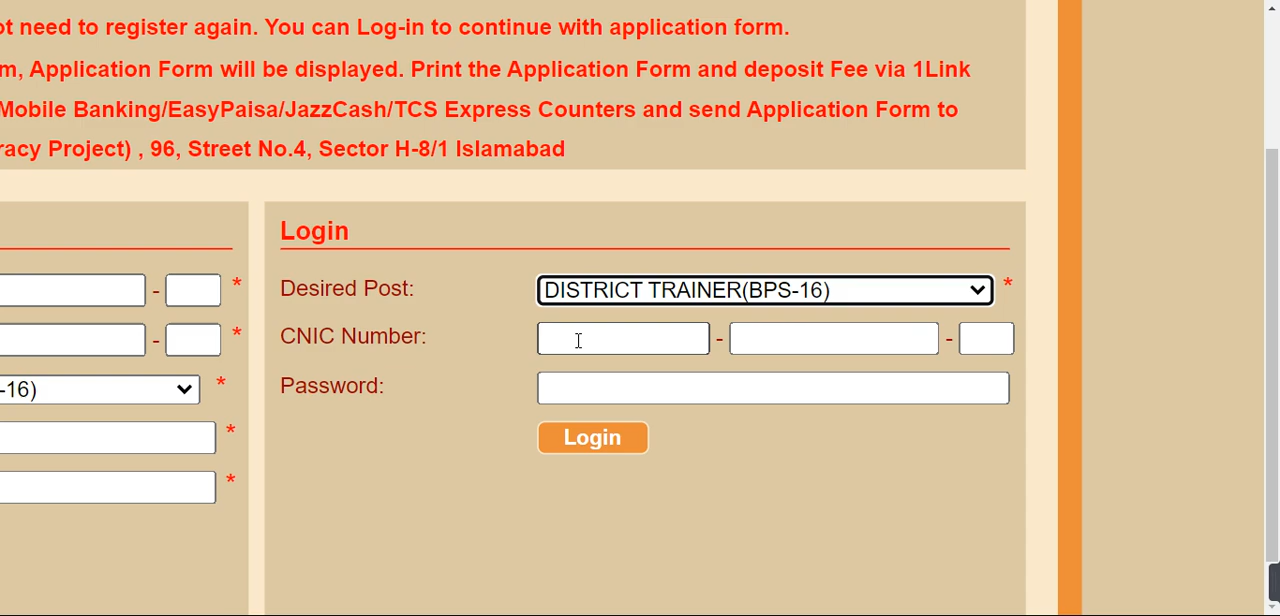 ot need to register again. You can Log-in to continue with application form.
m, Application Form will be displayed. Print the Application Form and deposit Fee via 1Link
Mobile Banking/EasyPaisa/JazzCash/TCS Express Counters and send Application Form to
racy Project) , 96, Street No.4, Sector H-8/1 Islamabad
- *
- *
-16) *
*
*
Login
Desired Post: DISTRICT TRAINER(BPS-16) *
CNIC Number: - -
Password:
Login